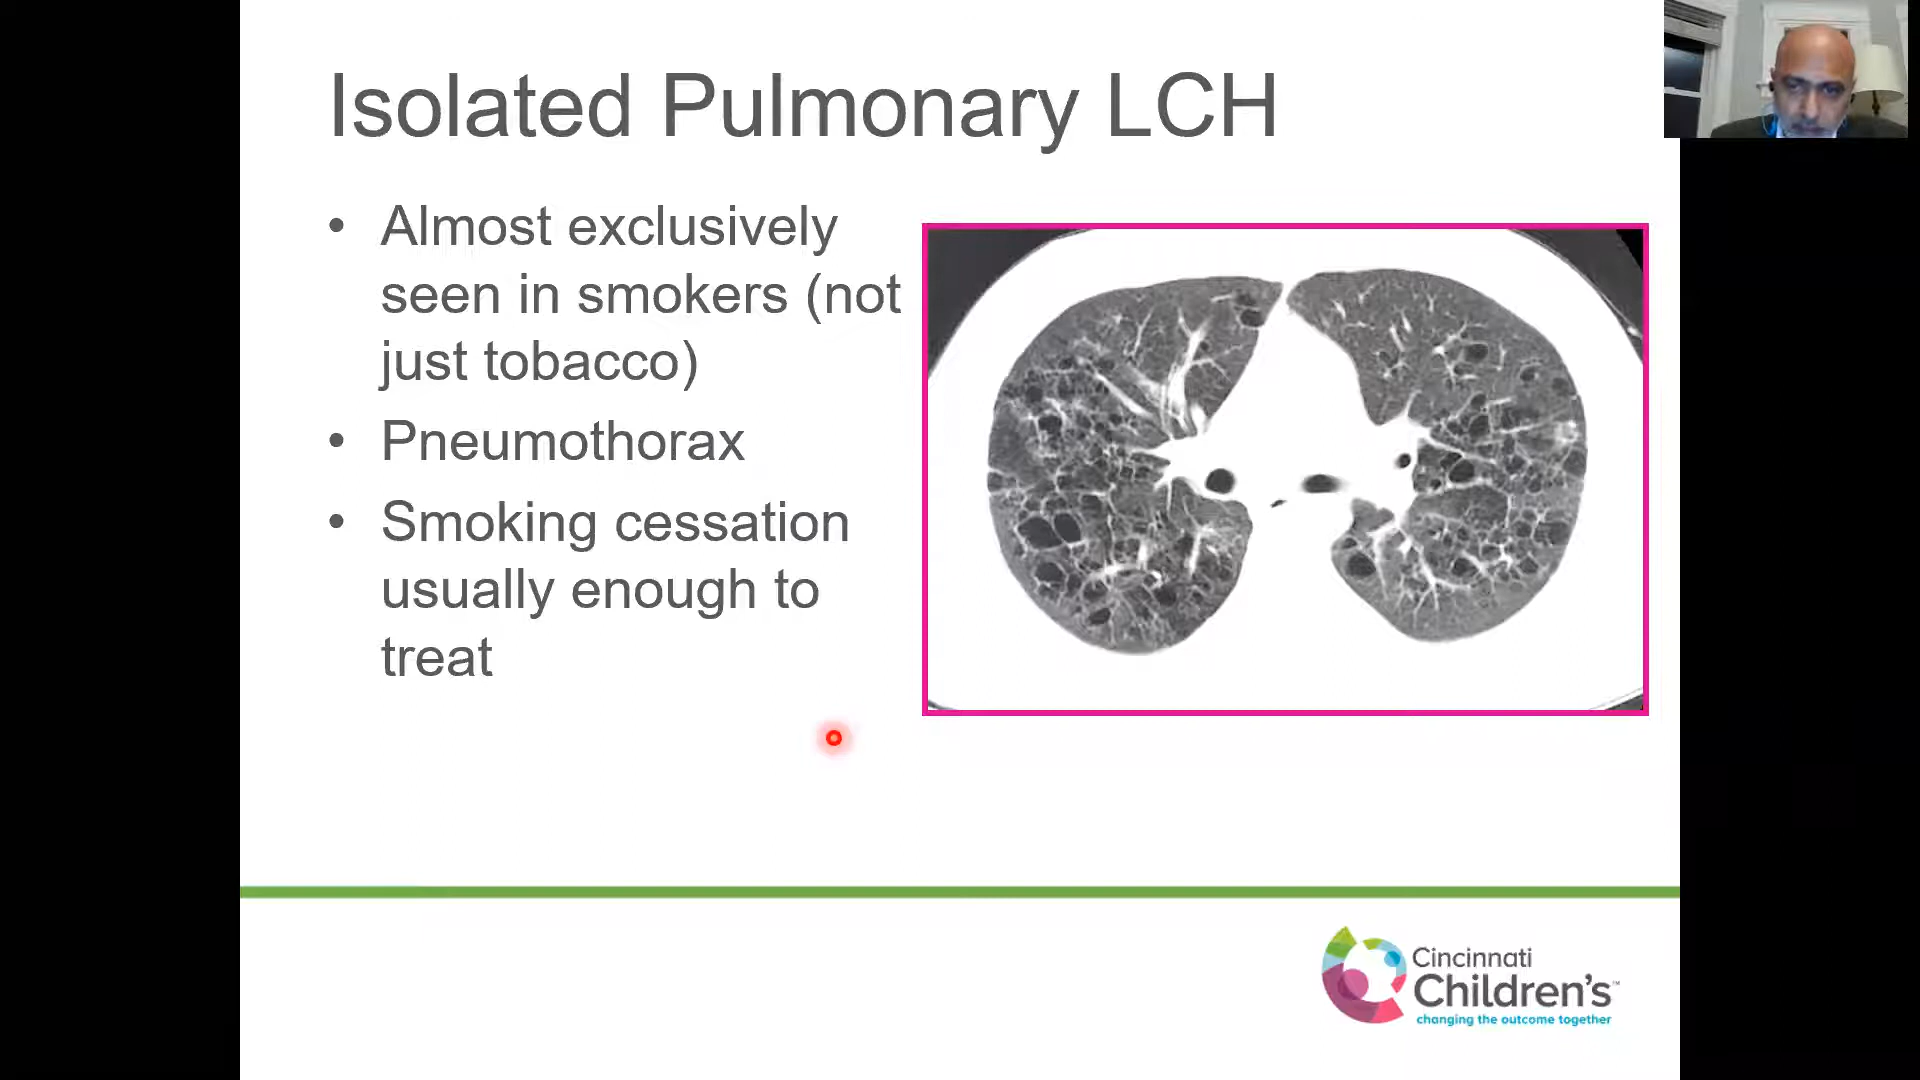 Isolated Pulmonary LCH
• Almost exclusively
seen in smokers (not
just tobacco)
• Pneumothorax
• Smoking cessation
usually enough to
treat
Cincinnati
Children's™
changing the outcome together